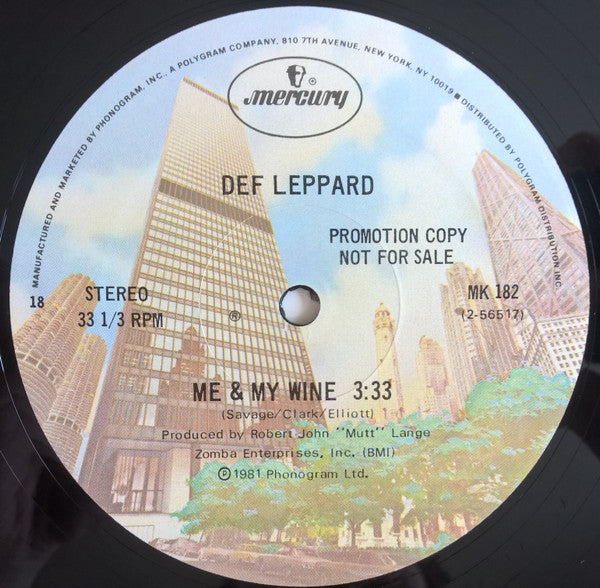 MANUFACTURED AND MARKETED BY PHONOGRAM, INC., A POLYGRAM COMPANY, 810 7TH AVENUE, NEW YORK, NY 10019 ■ DISTRIBUTED BY POLYGRAM DISTRIBUTION INC.
®
mercury
DEF LEPPARD
PROMOTION COPY
NOT FOR SALE
18
STEREO
33 1/3 RPM
®
MK 182
(2-56517)
ME & MY WINE 3:33
(Savage/Clark/Elliott)
Produced by Robert John "Mutt" Lange
Zomba Enterprises, Inc. (BMI)
℗1981 Phonogram Ltd.